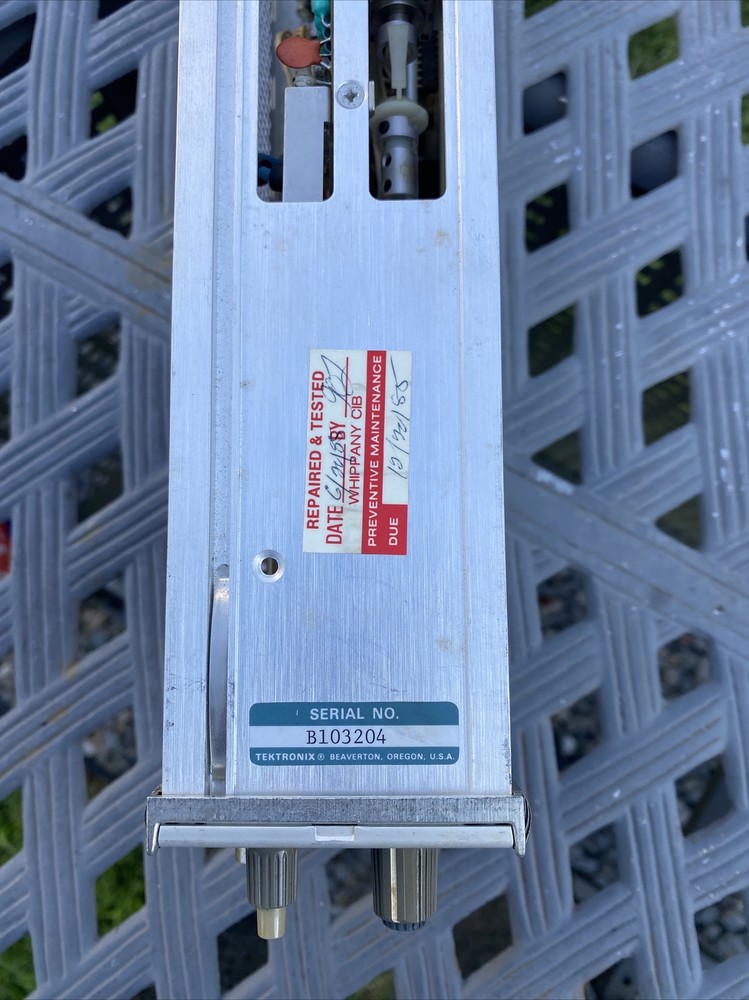 REPAIRED & TESTED
DATE BY
WHIPPANY CIB
PREVENTIVE MAINTENANCE
DUE
SERIAL NO.
B103204
TEKTRONIX® BEAVERTON, OREGON, U.S.A.